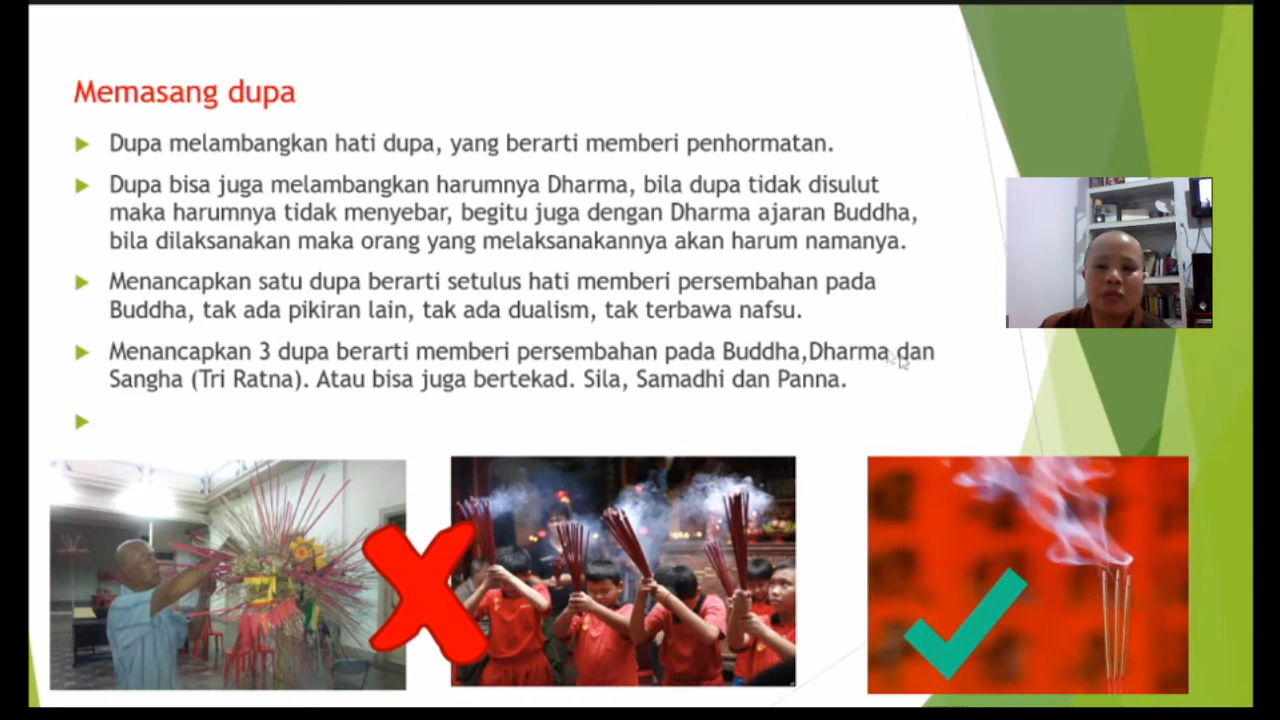 Memasang dupa
Dupa melambangkan hati dupa, yang berarti memberi penhormatan.
Dupa bisa juga melambangkan harumnya Dharma, bila dupa tidak disulut
maka harumnya tidak menyebar, begitu juga dengan Dharma ajaran Buddha,
bila dilaksanakan maka orang yang melaksanakannya akan harum namanya.
Menancapkan satu dupa berarti setulus hati memberi persembahan pada
Buddha, tak ada pikiran lain, tak ada dualism, tak terbawa nafsu.
Menancapkan 3 dupa berarti memberi persembahan pada Buddha,Dharma dan
Sangha (Tri Ratna). Atau bisa juga bertekad. Sila, Samadhi dan Panna.